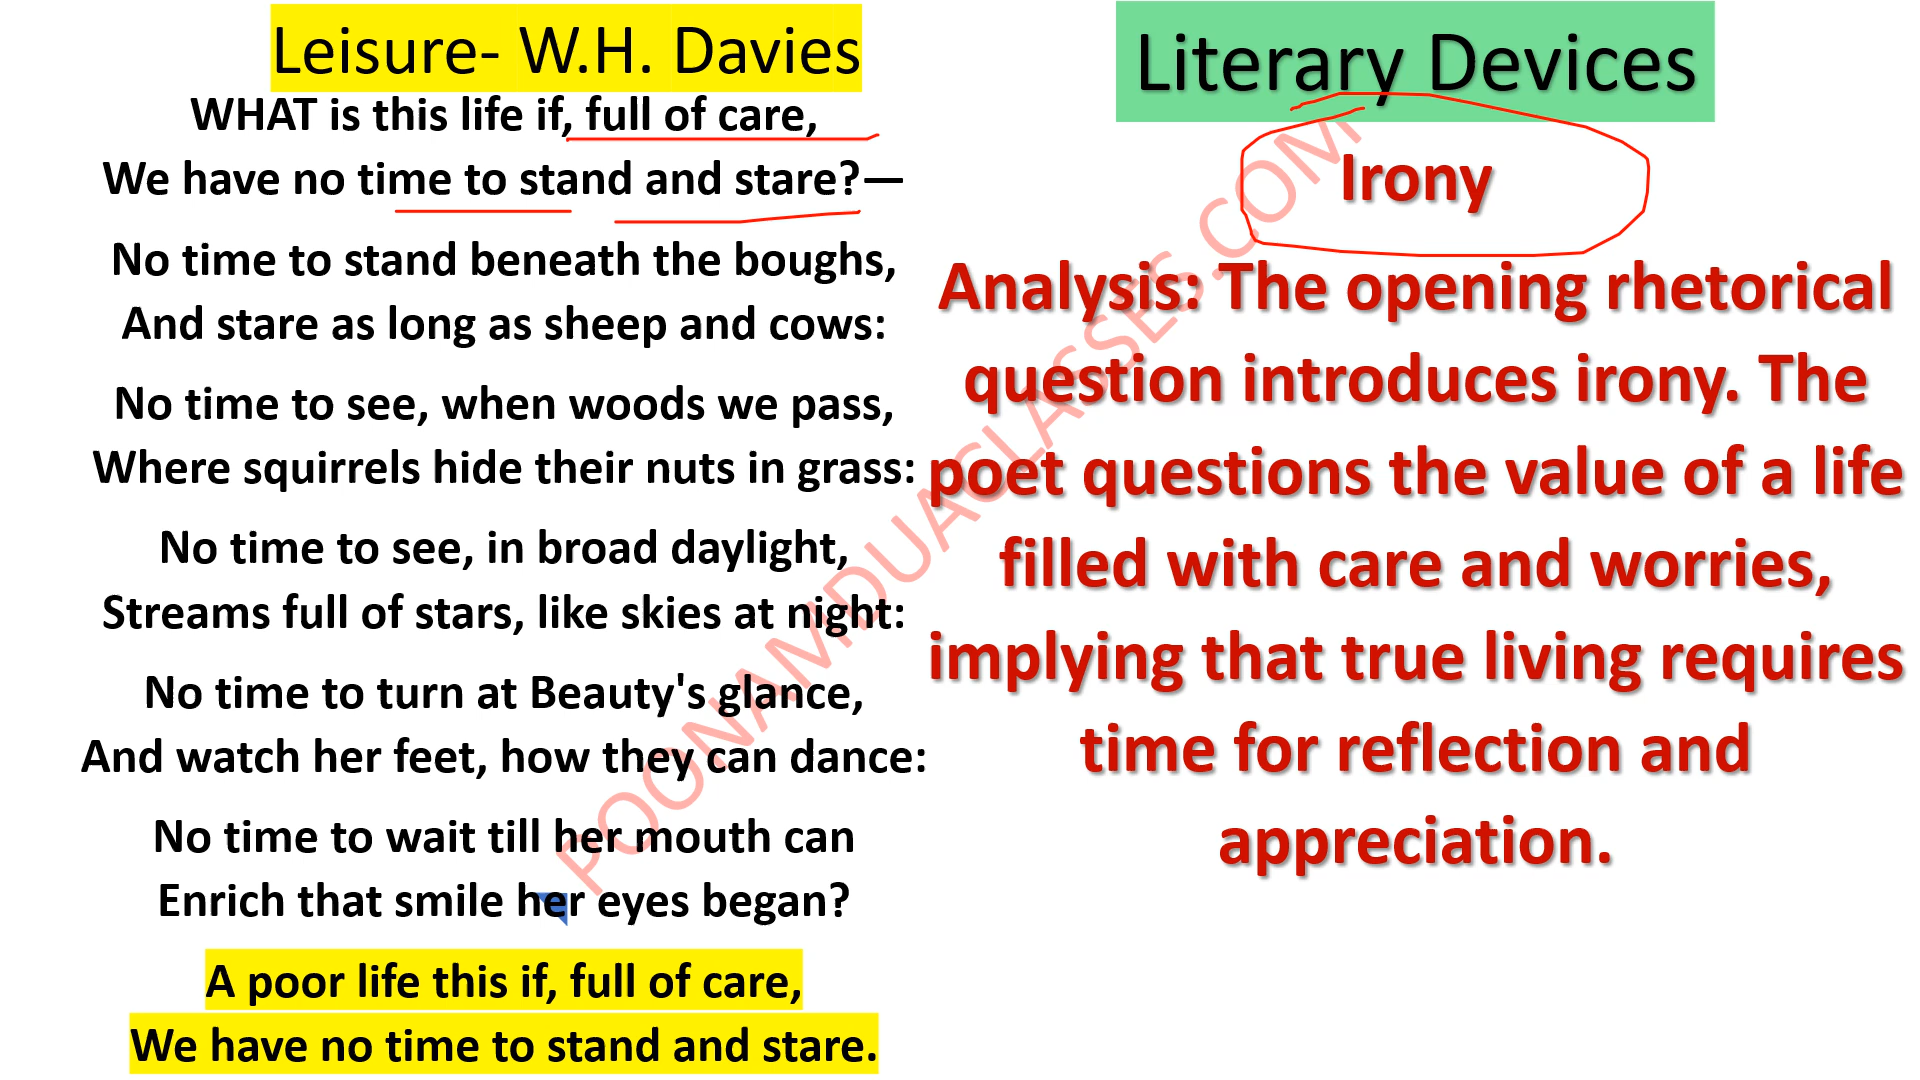 Leisure- W.H. Davies
WHAT is this life if, full of care,
We have no time to stand and stare?—
No time to stand beneath the boughs,
And stare as long as sheep and cows:
No time to see, when woods we pass,
Where squirrels hide their nuts in grass:
No time to see, in broad daylight,
Streams full of stars, like skies at night:
No time to turn at Beauty's glance,
And watch her feet, how they can dance:
No time to wait till her mouth can
Enrich that smile her eyes began?
A poor life this if, full of care,
We have no time to stand and stare.
Literary Devices
Irony
Analysis: The opening rhetorical
question introduces irony. The
poet questions the value of a life
filled with care and worries,
implying that true living requires
time for reflection and
appreciation.
POONAMDUACLASSES.COM